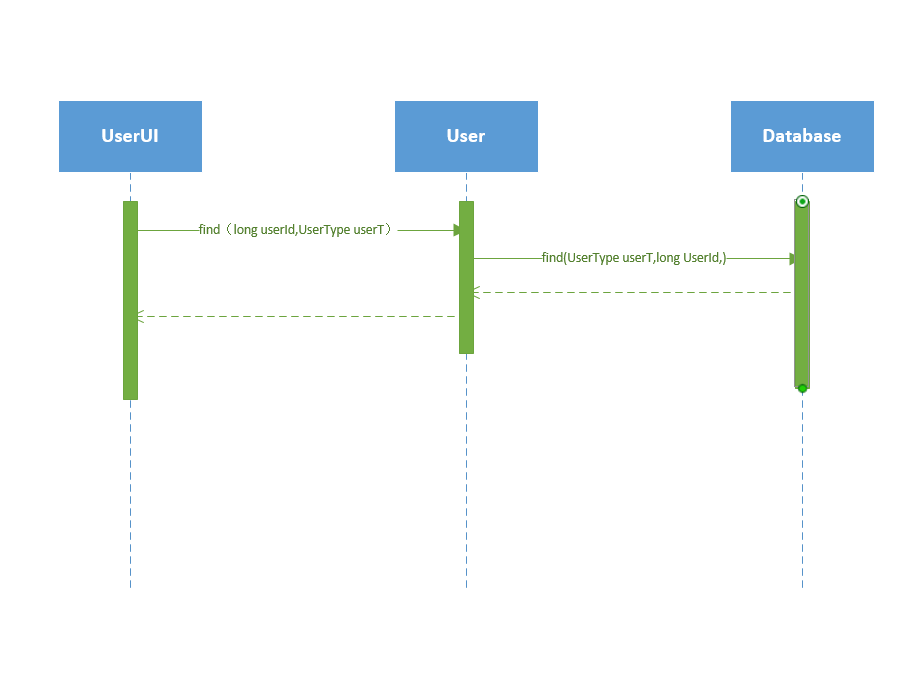 UserUI
User
Database
find（long userId,UserType userT）
find(UserType userT,long UserId,)